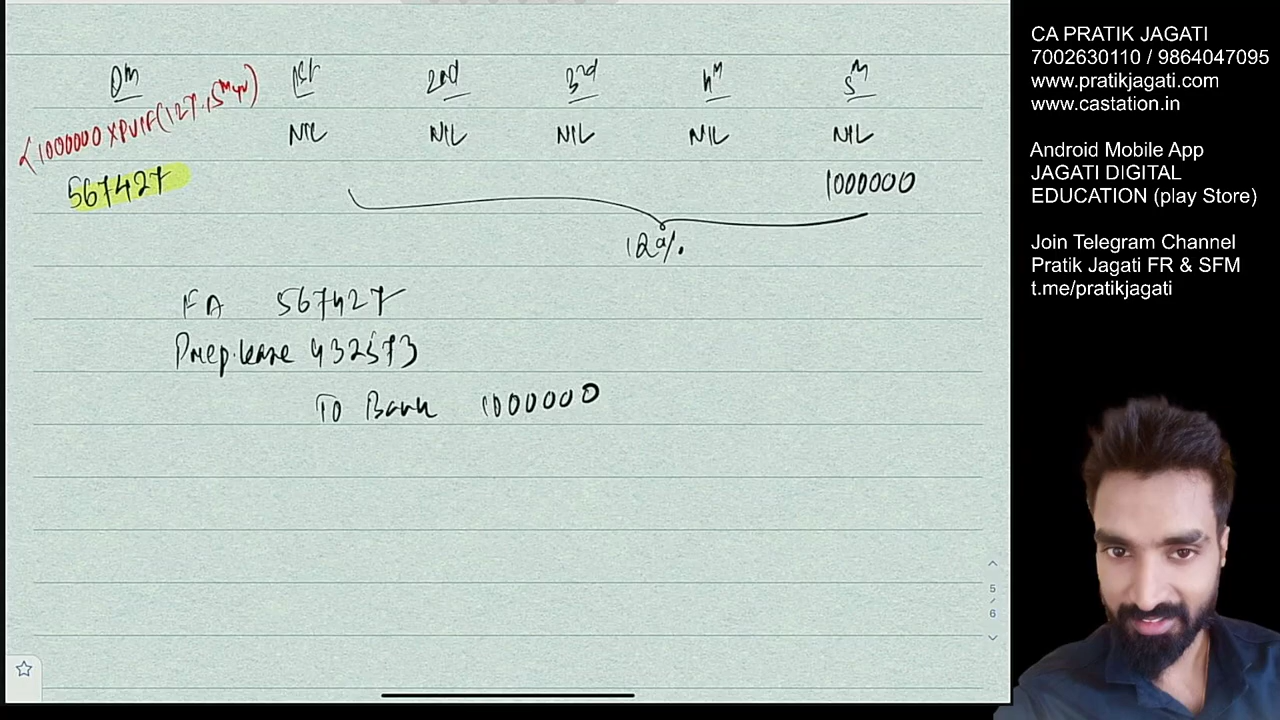 0th 1st 2nd 3rd 4th 5th
(1000000 X PVIF(12%, 5th yr)
NIL NIL NIL NIL NIL
567427 1000000
12%
FA 567427
Prep. lease 432573
To Bank 1000000
5
/
6
CA PRATIK JAGATI
7002630110 / 9864047095
www.pratikjagati.com
www.castation.in
Android Mobile App
JAGATI DIGITAL
EDUCATION (play Store)
Join Telegram Channel
Pratik Jagati FR & SFM
t.me/pratikjagati